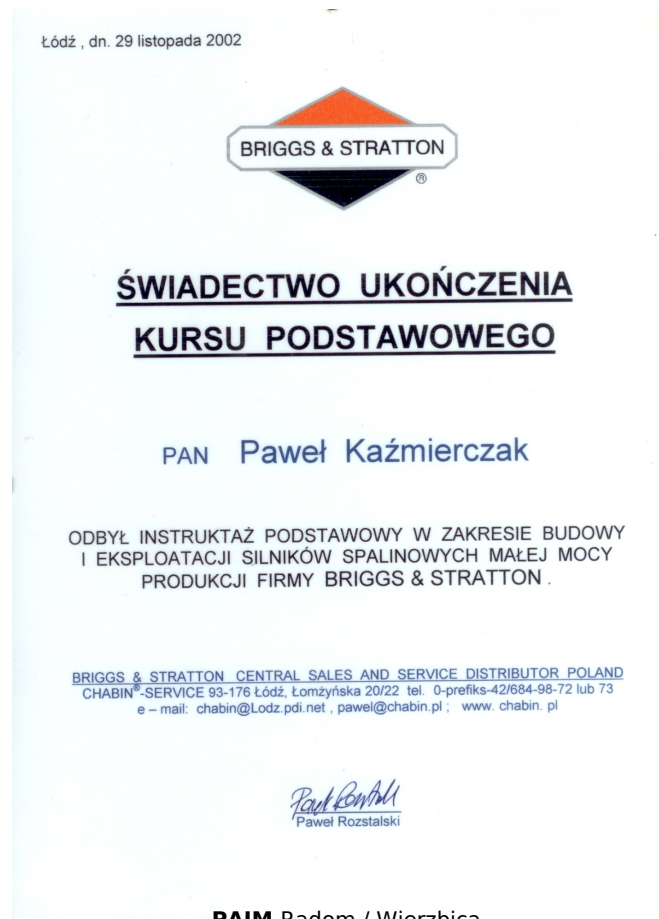 Łódź , dn. 29 listopada 2002
BRIGGS & STRATTON
®
ŚWIADECTWO UKOŃCZENIA
KURSU PODSTAWOWEGO
PAN Paweł Kaźmierczak
ODBYŁ INSTRUKTAŻ PODSTAWOWY W ZAKRESIE BUDOWY
I EKSPLOATACJI SILNIKÓW SPALINOWYCH MAŁEJ MOCY
PRODUKCJI FIRMY BRIGGS & STRATTON .
BRIGGS & STRATTON CENTRAL SALES AND SERVICE DISTRIBUTOR POLAND
CHABIN®-SERVICE 93-176 Łódź, Łomżyńska 20/22 tel. 0-prefiks-42/684-98-72 lub 73
e – mail: chabin@Lodz.pdi.net , pawel@chabin.pl ; www. chabin. pl
Paweł Rozstalski
PAIM Radom / Wierzbica